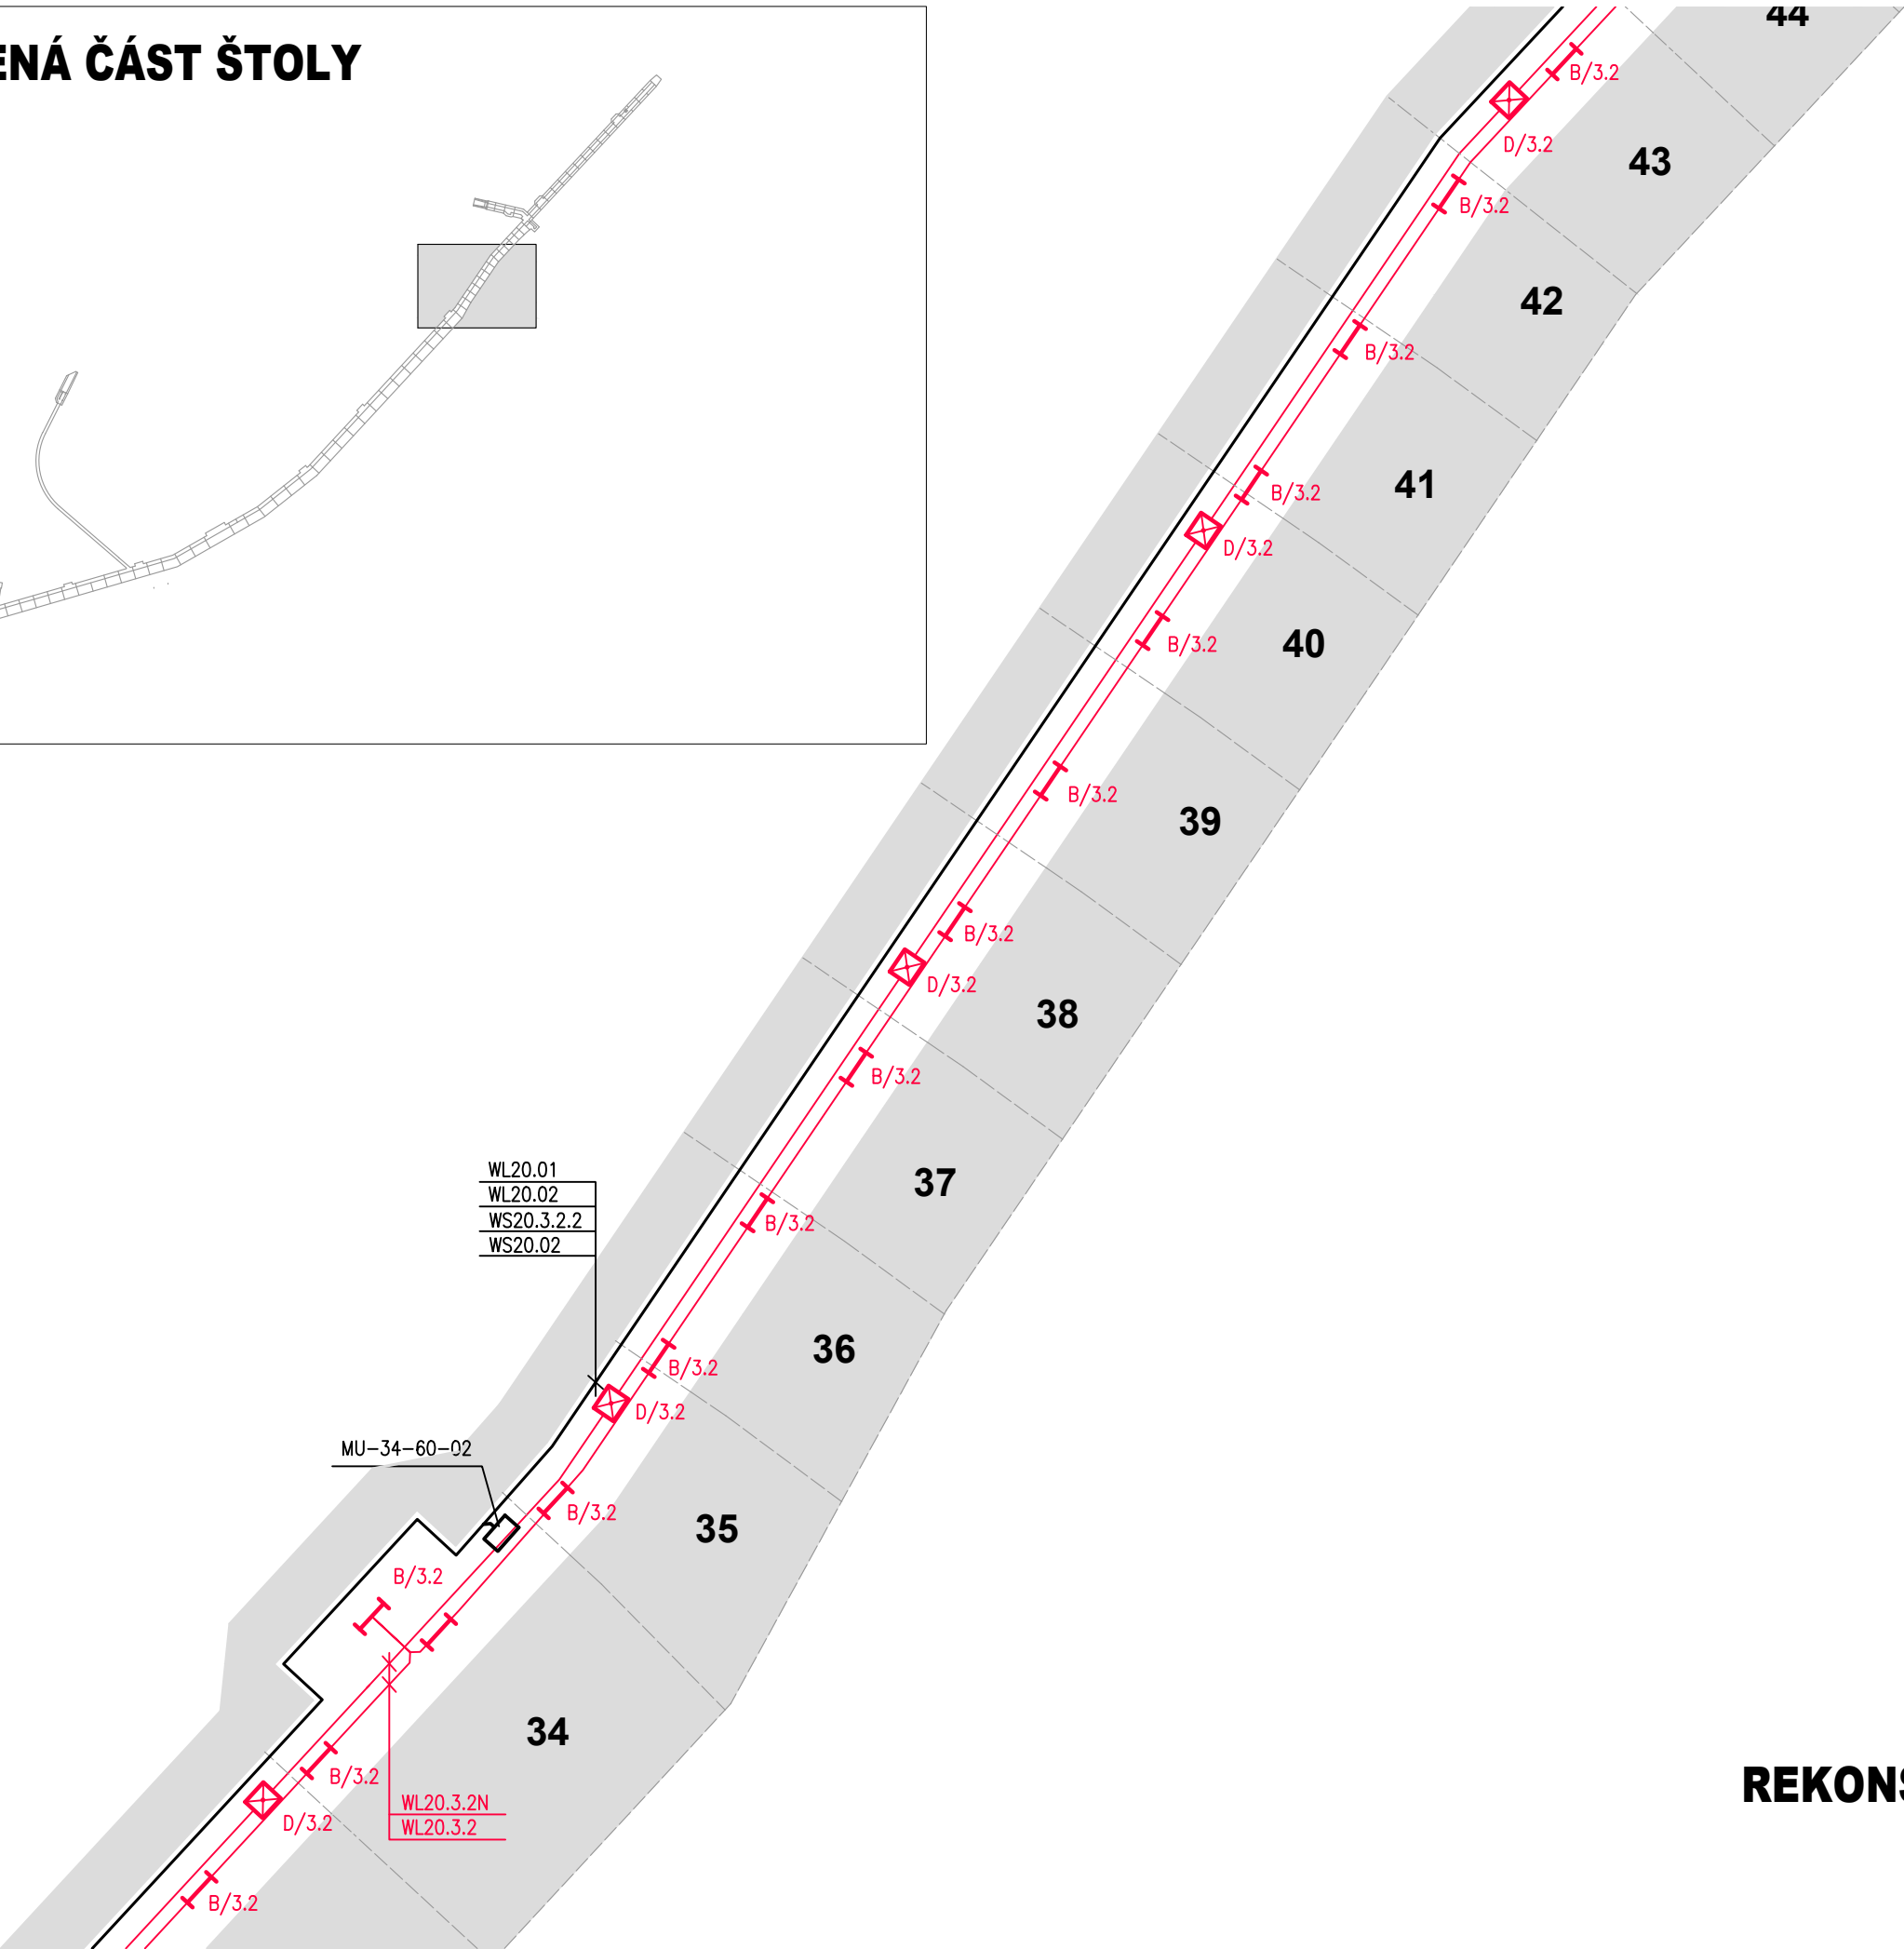 ENÁ ČÁST ŠTOLY
44
B/3.2
D/3.2
43
B/3.2
42
B/3.2
41
B/3.2
D/3.2
40
B/3.2
39
B/3.2
B/3.2
D/3.2
38
B/3.2
37
WL20.01
WL20.02
WS20.3.2.2
WS20.02
B/3.2
36
B/3.2
D/3.2
MU-34-60-02
B/3.2
35
B/3.2
34
B/3.2
REKONS
WL20.3.2N
D/3.2
WL20.3.2
B/3.2